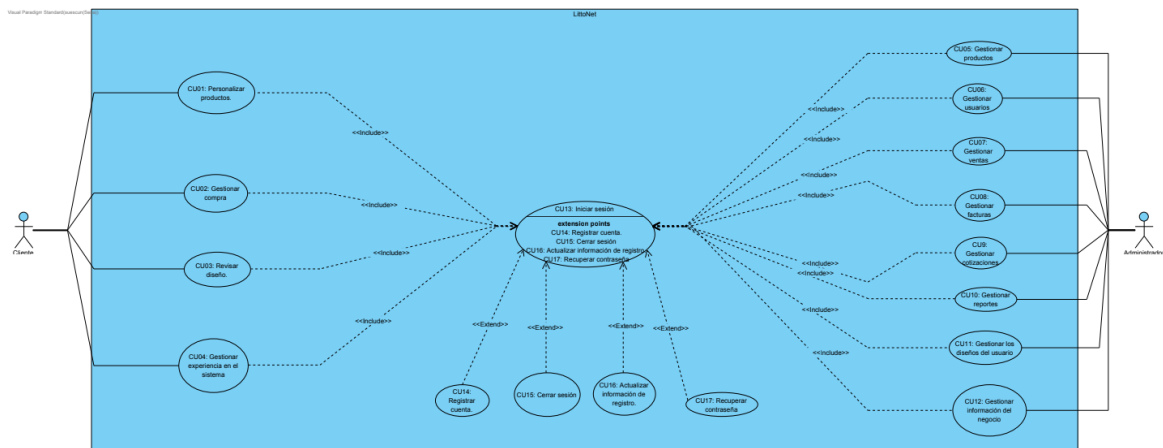 LittoNet
CU01: Personalizar
productos.
CU02: Gestionar
compra
CU03: Revisar
diseño.
CU04: Gestionar
experiencia en el
sistema
Cliente
<<Include>>
<<Include>>
<<Include>>
<<Include>>
CU13: Iniciar sesión
extension points
CU14: Registrar cuenta.
CU15: Cerrar sesión
CU16: Actualizar información de registro.
CU17: Recuperar contraseña
<<Extend>>
<<Extend>>
<<Extend>>
<<Extend>>
CU14:
Registrar
cuenta.
CU15: Cerrar sesión
CU16: Actualizar
información de
registro.
CU17: Recuperar
contraseña
<<Include>>
<<Include>>
<<Include>>
<<Include>>
<<Include>>
<<Include>>
<<Include>>
<<Include>>
CU05: Gestionar
productos
CU06:
Gestionar
usuarios
CU07:
Gestionar
ventas
CU08:
Gestionar
facturas
CU9:
Gestionar
cotizaciones
CU10: Gestionar
reportes
CU11: Gestionar los
diseños del usuario
CU12: Gestionar
información del
negocio